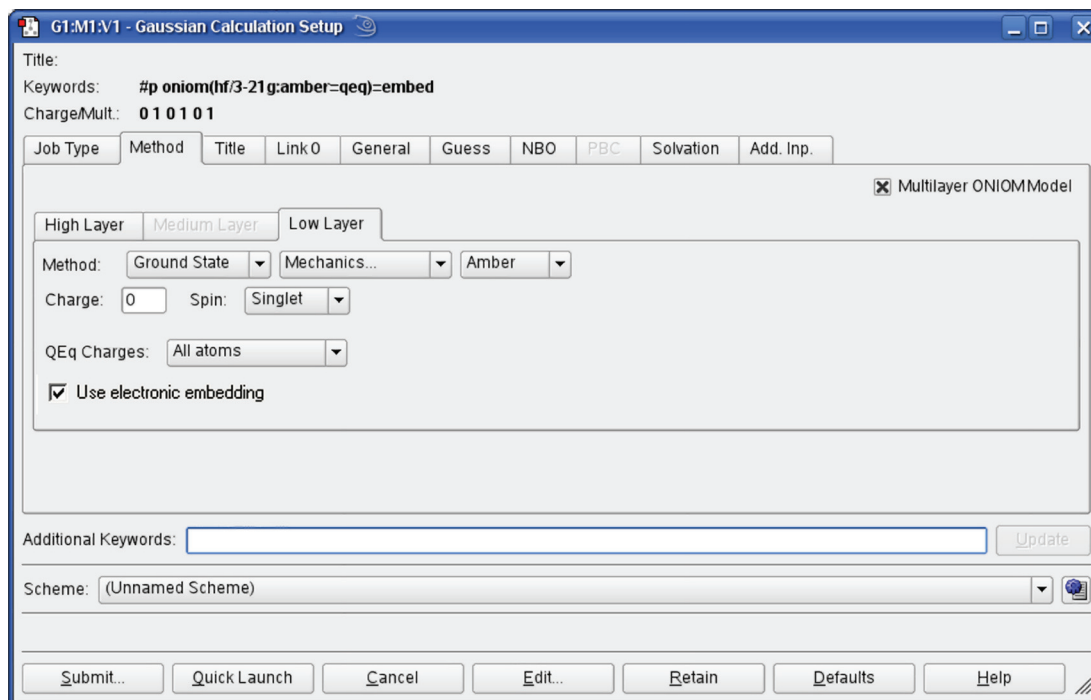 G1:M1:V1 - Gaussian Calculation Setup
Title:
Keywords: #p oniom(hf/3-21g:amber=qeq)=embed
Charge/Mult.: 0 1 0 1 0 1
Job Type Method Title Link 0 General Guess NBO PBC Solvation Add. Inp.
Multilayer ONIOM Model
High Layer Medium Layer Low Layer
Method: Ground State Mechanics... Amber
Charge: 0 Spin: Singlet
QEq Charges: All atoms
Use electronic embedding
Additional Keywords: Update
Scheme: (Unnamed Scheme)
Submit... Quick Launch Cancel Edit... Retain Defaults Help